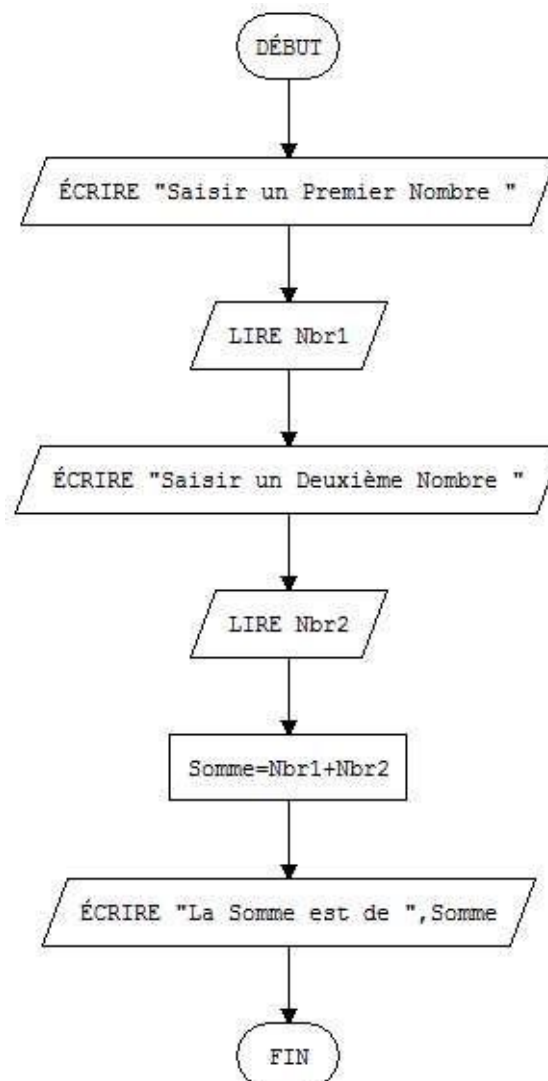 DÉBUT
ÉCRIRE "Saisir un Premier Nombre "
LIRE Nbr1
ÉCRIRE "Saisir un Deuxième Nombre "
LIRE Nbr2
Somme=Nbr1+Nbr2
ÉCRIRE "La Somme est de ",Somme
FIN